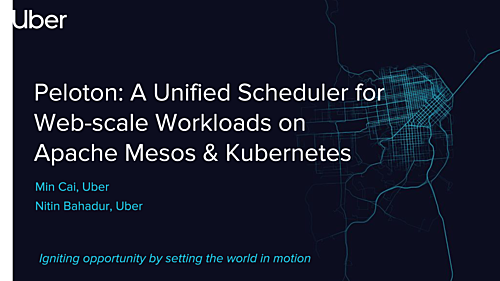 Uber
Peloton: A Unified Scheduler for
Web-scale Workloads on
Apache Mesos & Kubernetes
Min Cai, Uber
Nitin Bahadur, Uber
Igniting opportunity by setting the world in motion